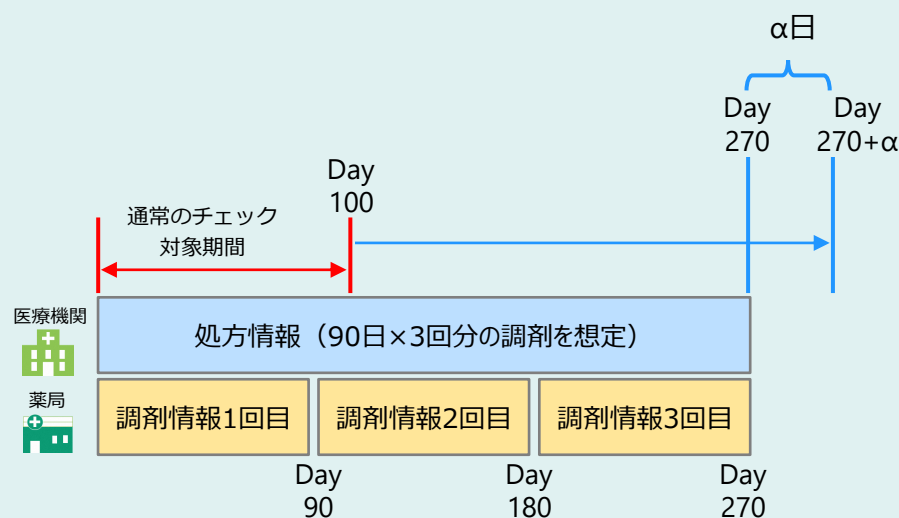 α日
Day
270
Day
270+α
Day
100
通常のチェック
対象期間
医療機関
処方情報（90日×3回分の調剤を想定）
薬局
調剤情報1回目
調剤情報2回目
調剤情報3回目
Day
90
Day
180
Day
270